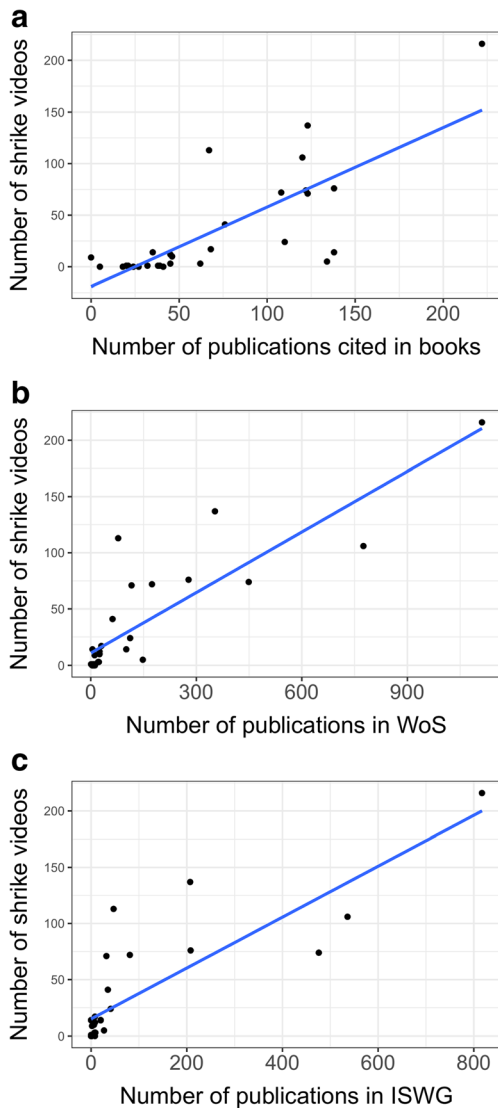 a
Number of shrike videos
200
150
100
50
0
0 50 100 150 200
Number of publications cited in books
b
Number of shrike videos
200
150
100
50
0
0 300 600 900
Number of publications in WoS
c
Number of shrike videos
200
150
100
50
0
0 200 400 600 800
Number of publications in ISWG